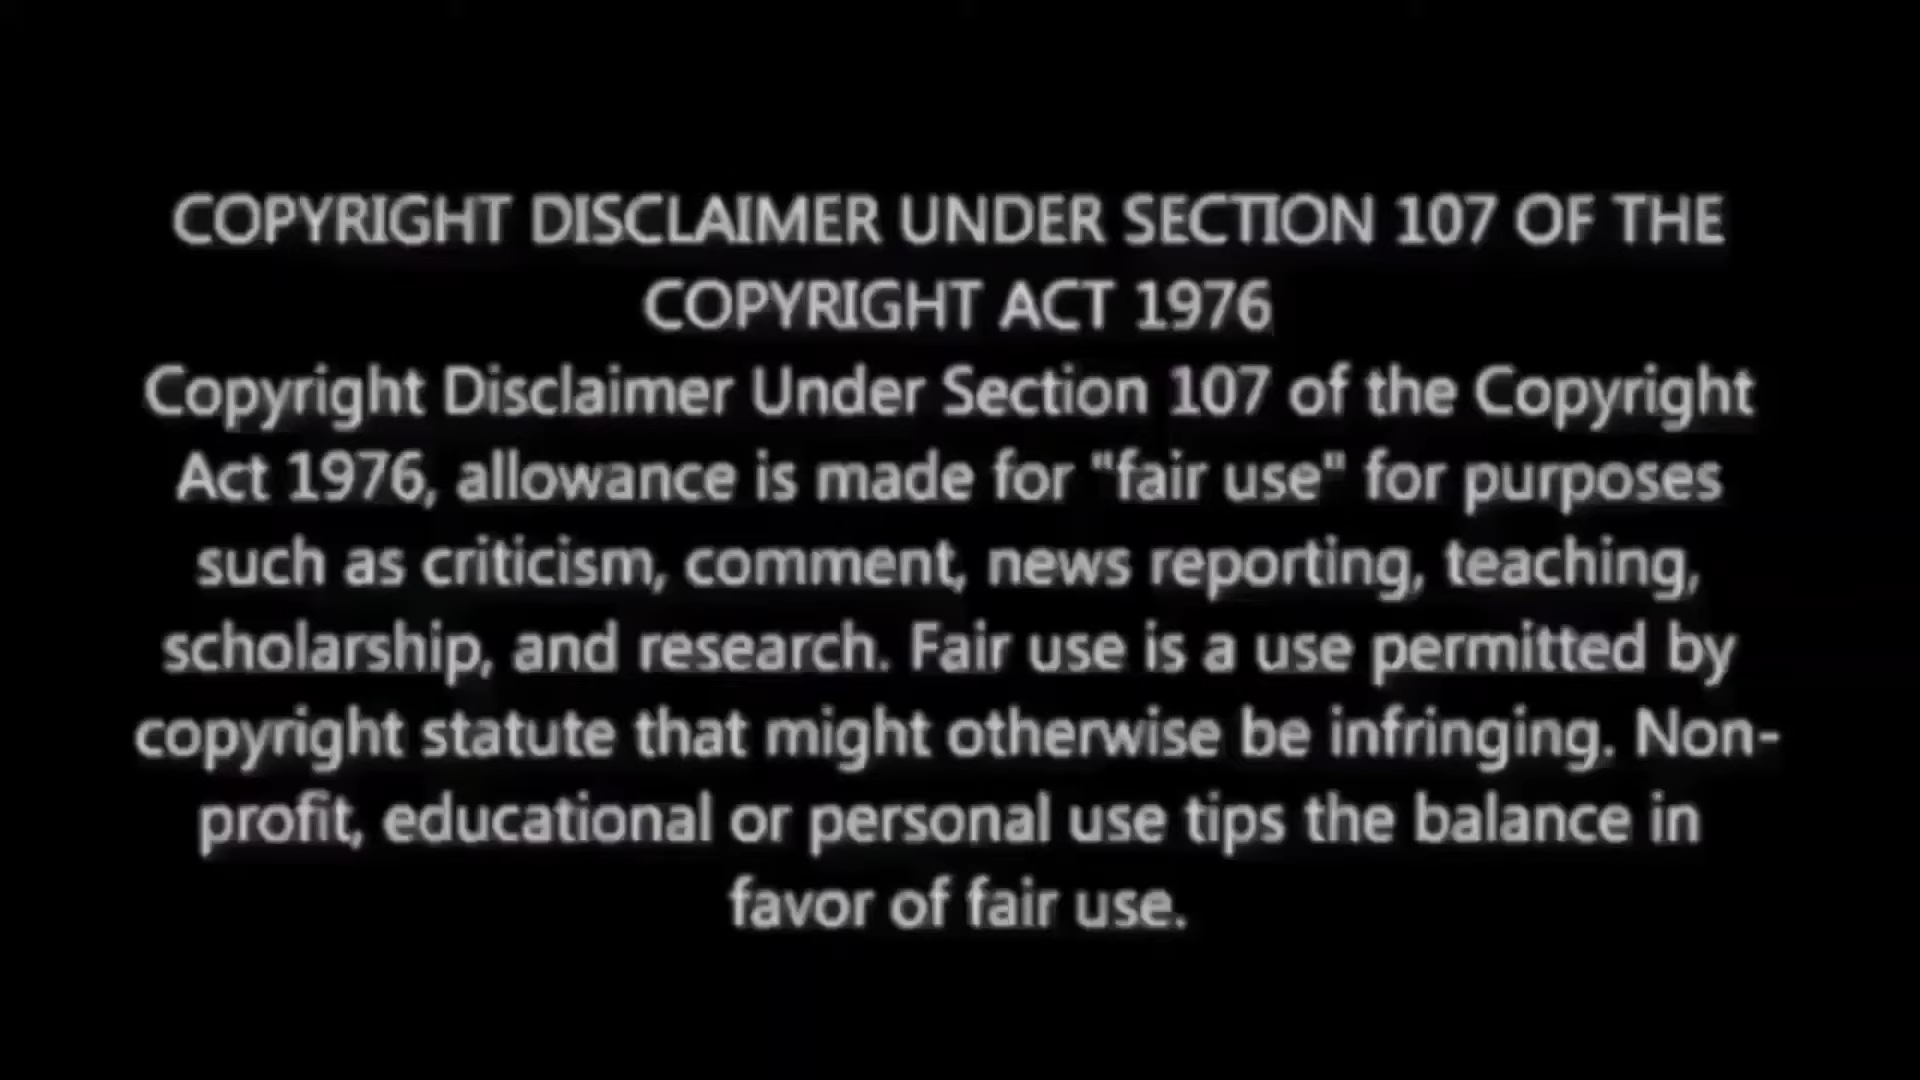 COPYRIGHT DISCLAIMER UNDER SECTION 107 OF THE
COPYRIGHT ACT 1976
Copyright Disclaimer Under Section 107 of the Copyright
Act 1976, allowance is made for "fair use" for purposes
such as criticism, comment, news reporting, teaching,
scholarship, and research. Fair use is a use permitted by
copyright statute that might otherwise be infringing. Non-
profit, educational or personal use tips the balance in
favor of fair use.